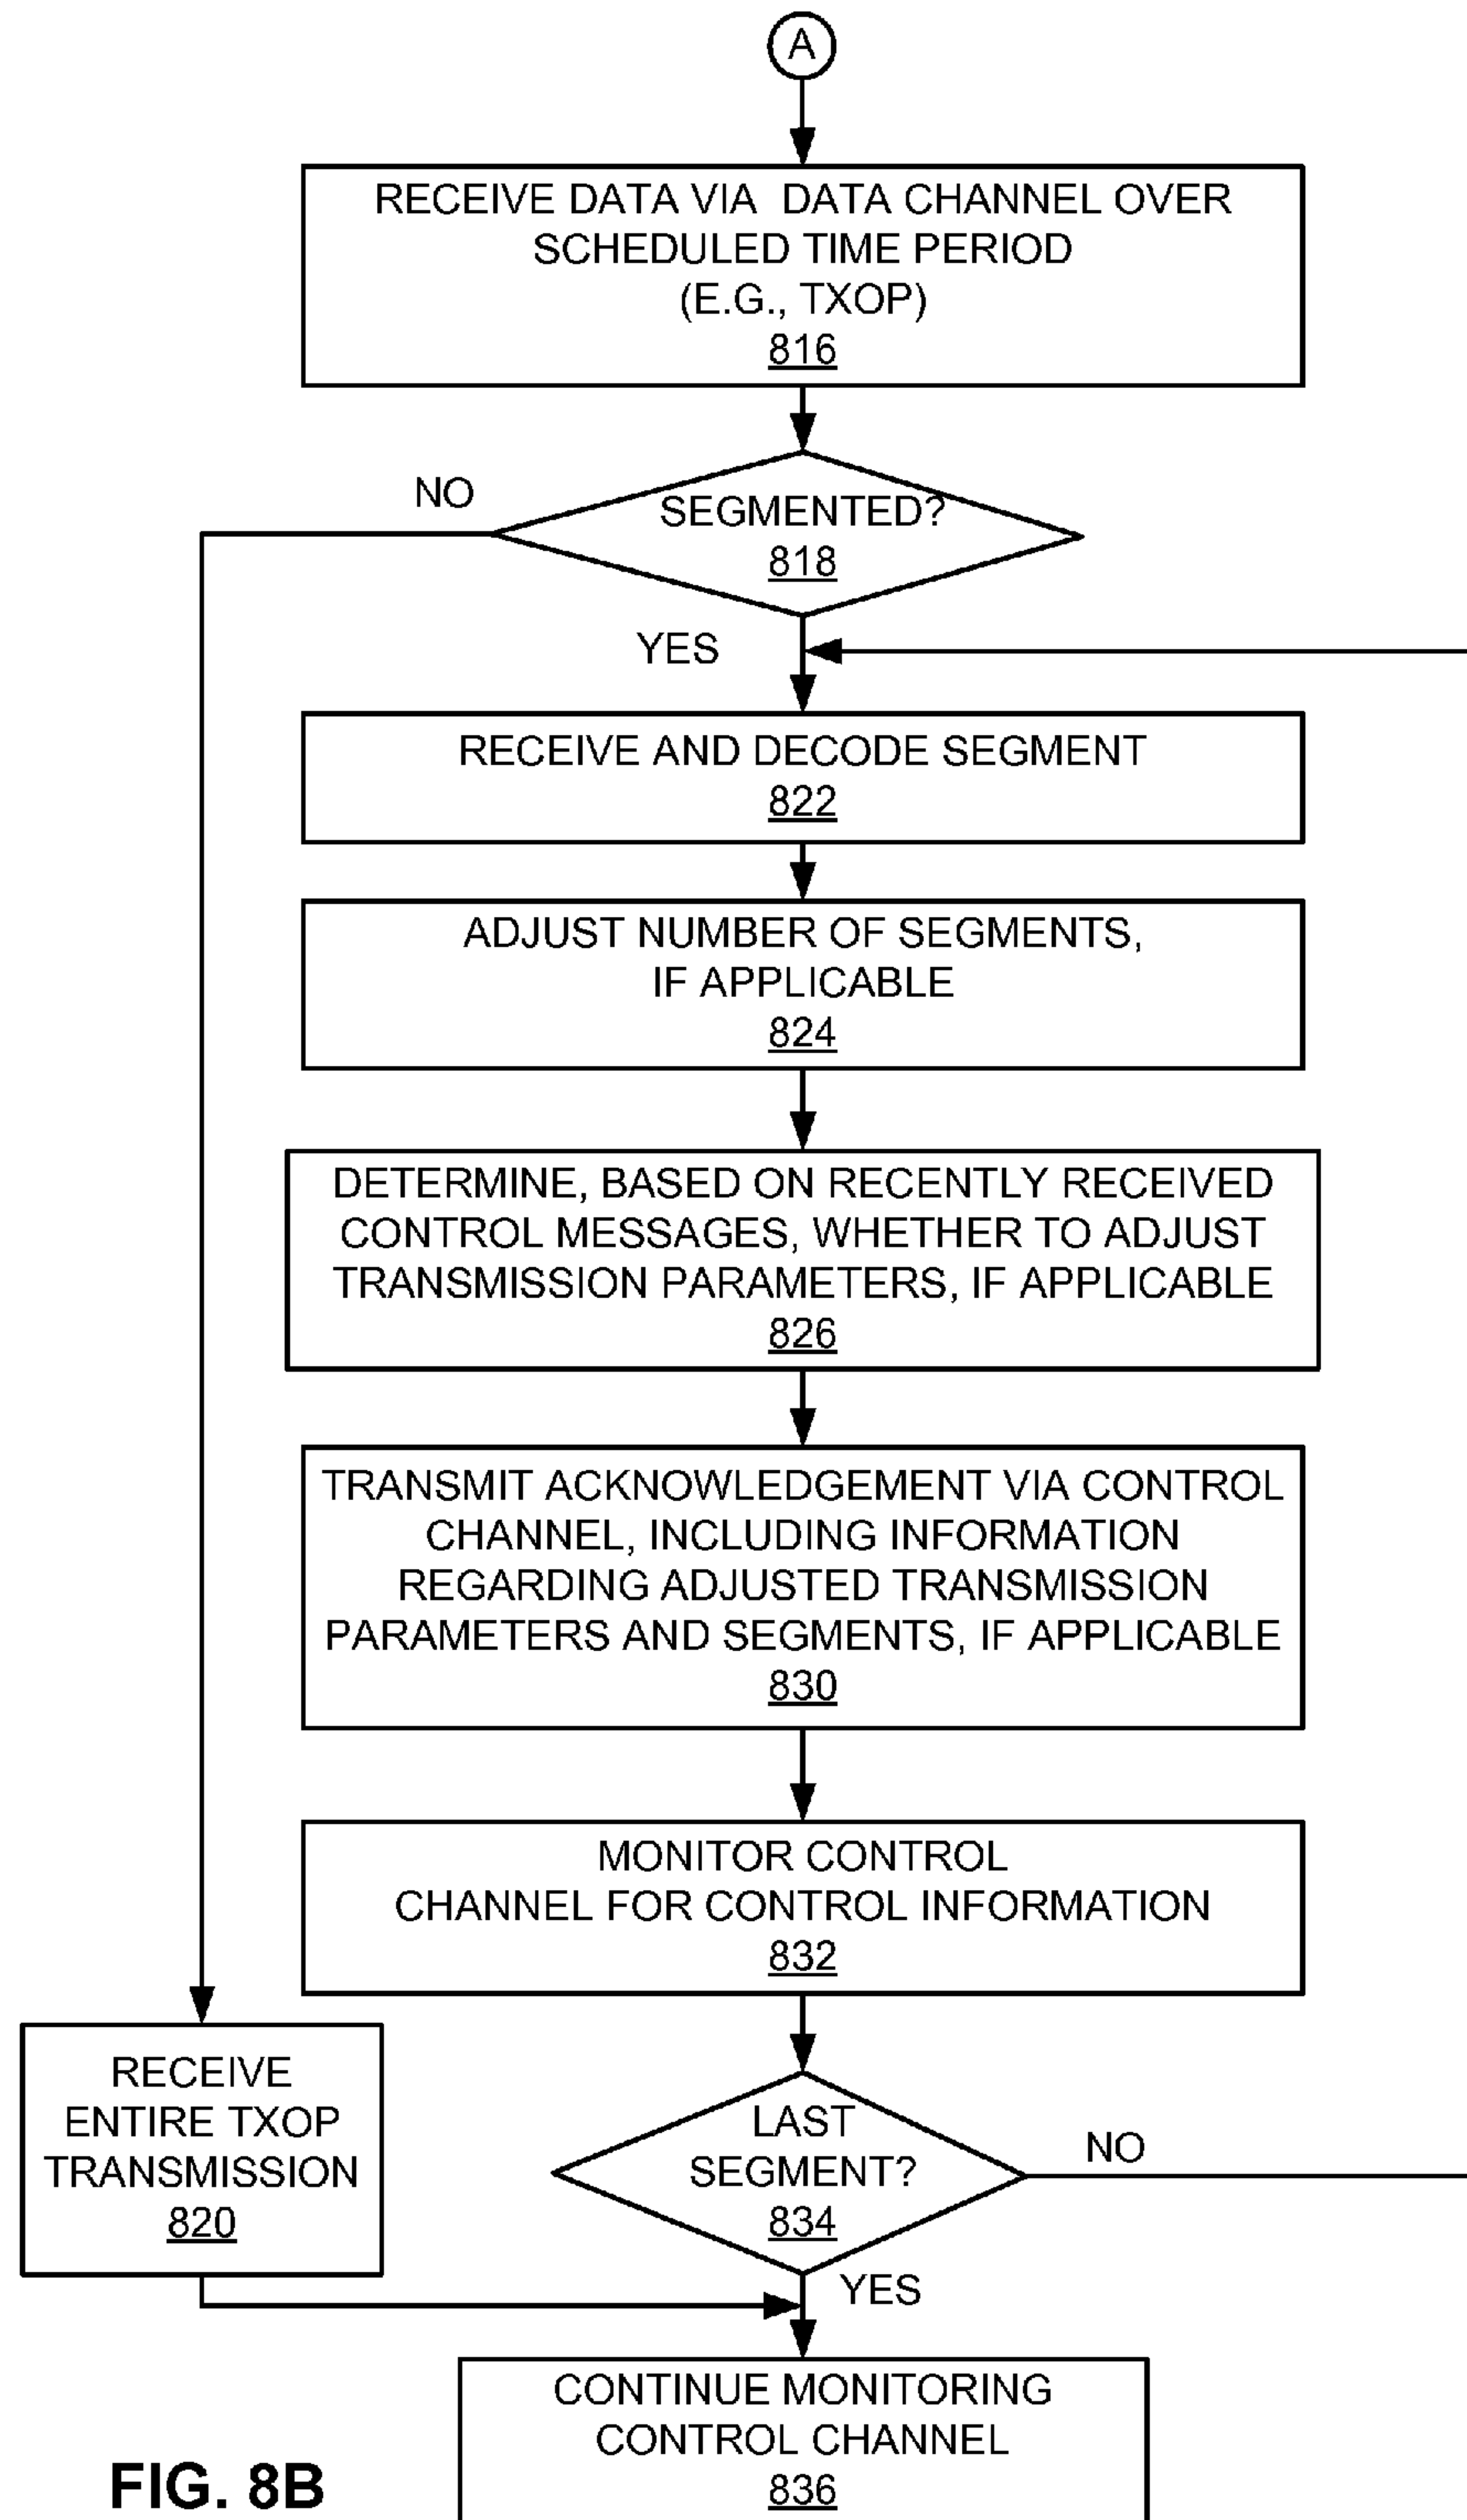 A
RECEIVE DATA VIA DATA CHANNEL OVER
SCHEDULED TIME PERIOD
(E.G., TXOP)
816
NO
SEGMENTED?
818
YES
RECEIVE AND DECODE SEGMENT
822
ADJUST NUMBER OF SEGMENTS,
IF APPLICABLE
824
DETERMINE, BASED ON RECENTLY RECEIVED
CONTROL MESSAGES, WHETHER TO ADJUST
TRANSMISSION PARAMETERS, IF APPLICABLE
826
TRANSMIT ACKNOWLEDGEMENT VIA CONTROL
CHANNEL, INCLUDING INFORMATION
REGARDING ADJUSTED TRANSMISSION
PARAMETERS AND SEGMENTS, IF APPLICABLE
830
MONITOR CONTROL
CHANNEL FOR CONTROL INFORMATION
832
RECEIVE
ENTIRE TXOP
TRANSMISSION
820
LAST
SEGMENT?
834
NO
YES
CONTINUE MONITORING
CONTROL CHANNEL
836
FIG. 8B